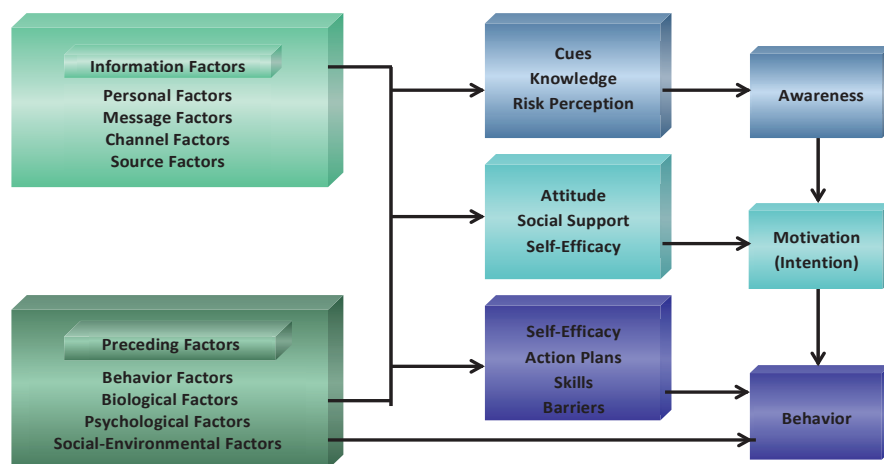 Information Factors
Personal Factors
Message Factors
Channel Factors
Source Factors
Preceding Factors
Behavior Factors
Biological Factors
Psychological Factors
Social-Environmental Factors
Cues
Knowledge
Risk Perception
Attitude
Social Support
Self-Efficacy
Self-Efficacy
Action Plans
Skills
Barriers
Awareness
Motivation
(Intention)
Behavior